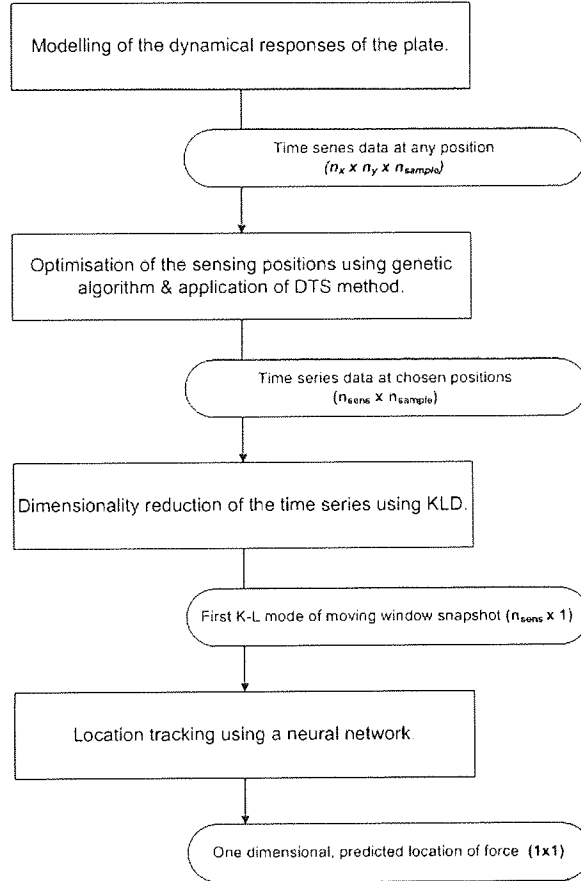 Modelling of the dynamical responses of the plate.
Time series data at any position
(nx x ny x nsample)
Optimisation of the sensing positions using genetic
algorithm & application of DTS method.
Time series data at chosen positions
(nsens x nsample)
Dimensionality reduction of the time series using KLD.
First K-L mode of moving window snapshot (nsens x 1)
Location tracking using a neural network
One dimensional, predicted location of force (1x1)